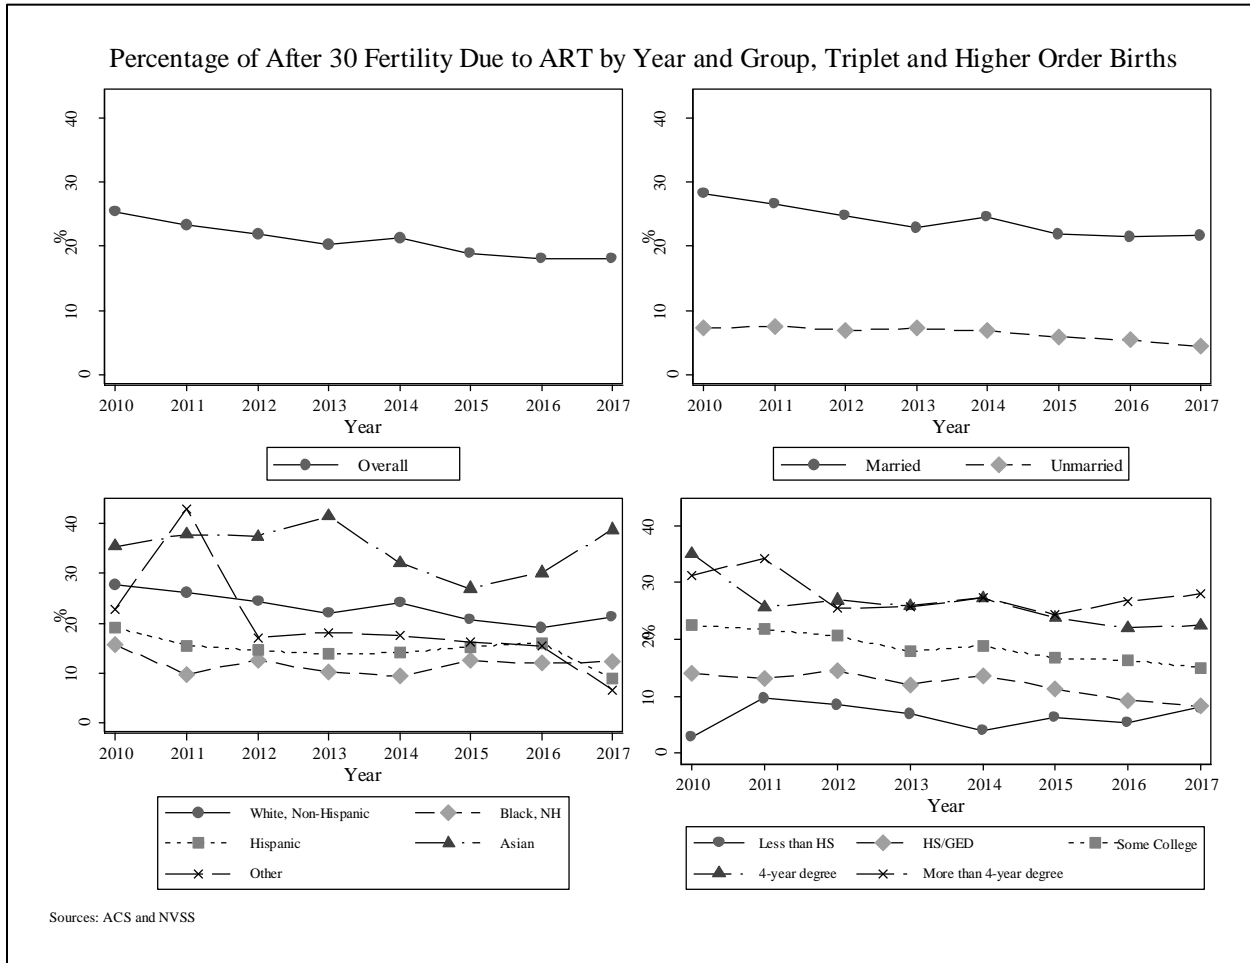 Percentage of After 30 Fertility Due to ART by Year and Group, Triplet and Higher Order Births
40
30
%
20
10
0
2010 2011 2012 2013 2014 2015 2016 2017
Year
Overall
40
30
%
20
10
0
2010 2011 2012 2013 2014 2015 2016 2017
Year
Married Unmarried
40
30
%
20
10
0
2010 2011 2012 2013 2014 2015 2016 2017
Year
White, Non-Hispanic Black, NH
Hispanic Asian
Other
40
30
%
20
10
0
2010 2011 2012 2013 2014 2015 2016 2017
Year
Less than HS HS/GED Some College
4-year degree More than 4-year degree
Sources: ACS and NVSS